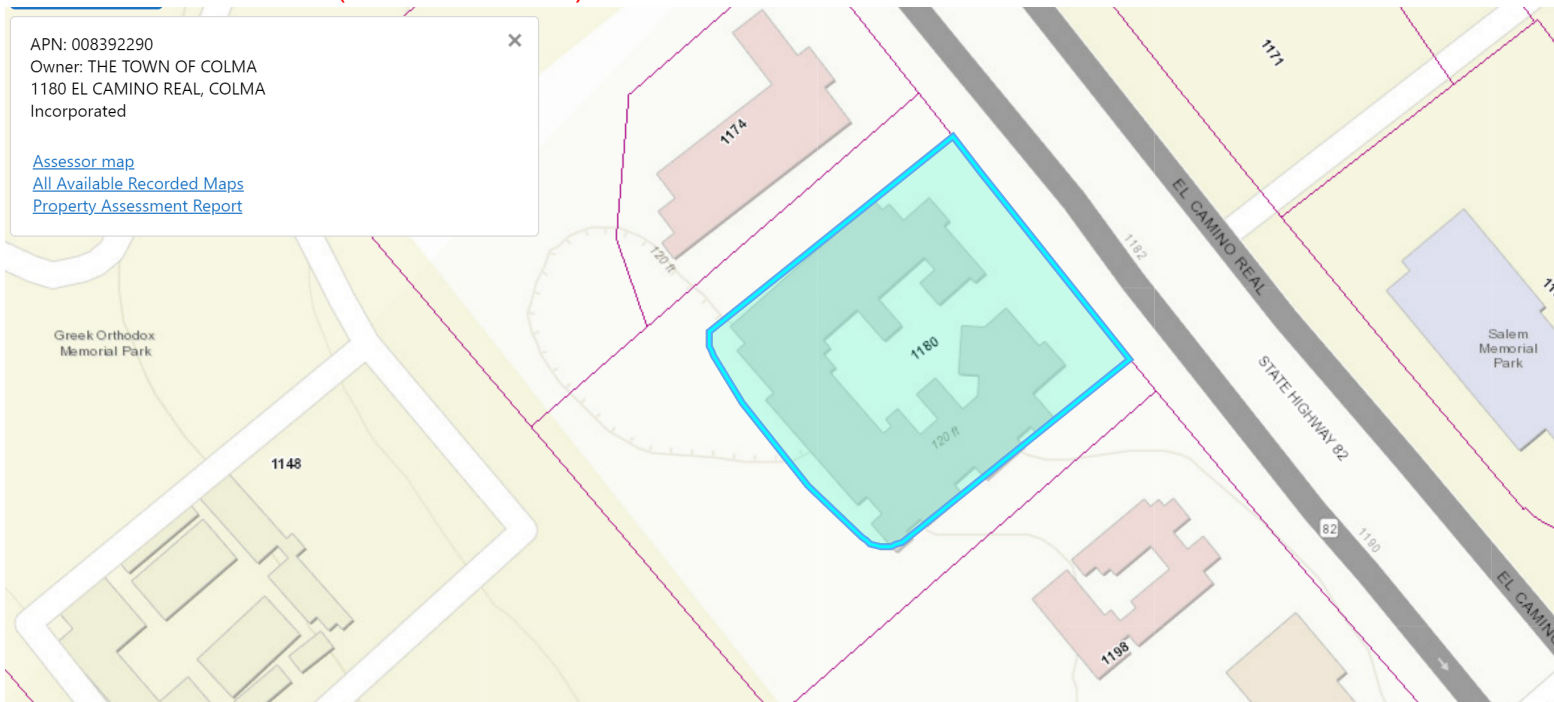 APN: 008392290
Owner: THE TOWN OF COLMA
1180 EL CAMINO REAL, COLMA
Incorporated
Assessor map
All Available Recorded Maps
Property Assessment Report
1171
1174
120 ft
1182
EL CAMINO REAL
Greek Orthodox
Memorial Park
1180
Salem
Memorial
Park
STATE HIGHWAY 82
120 ft
1148
82
1190
EL CAMINO
1198